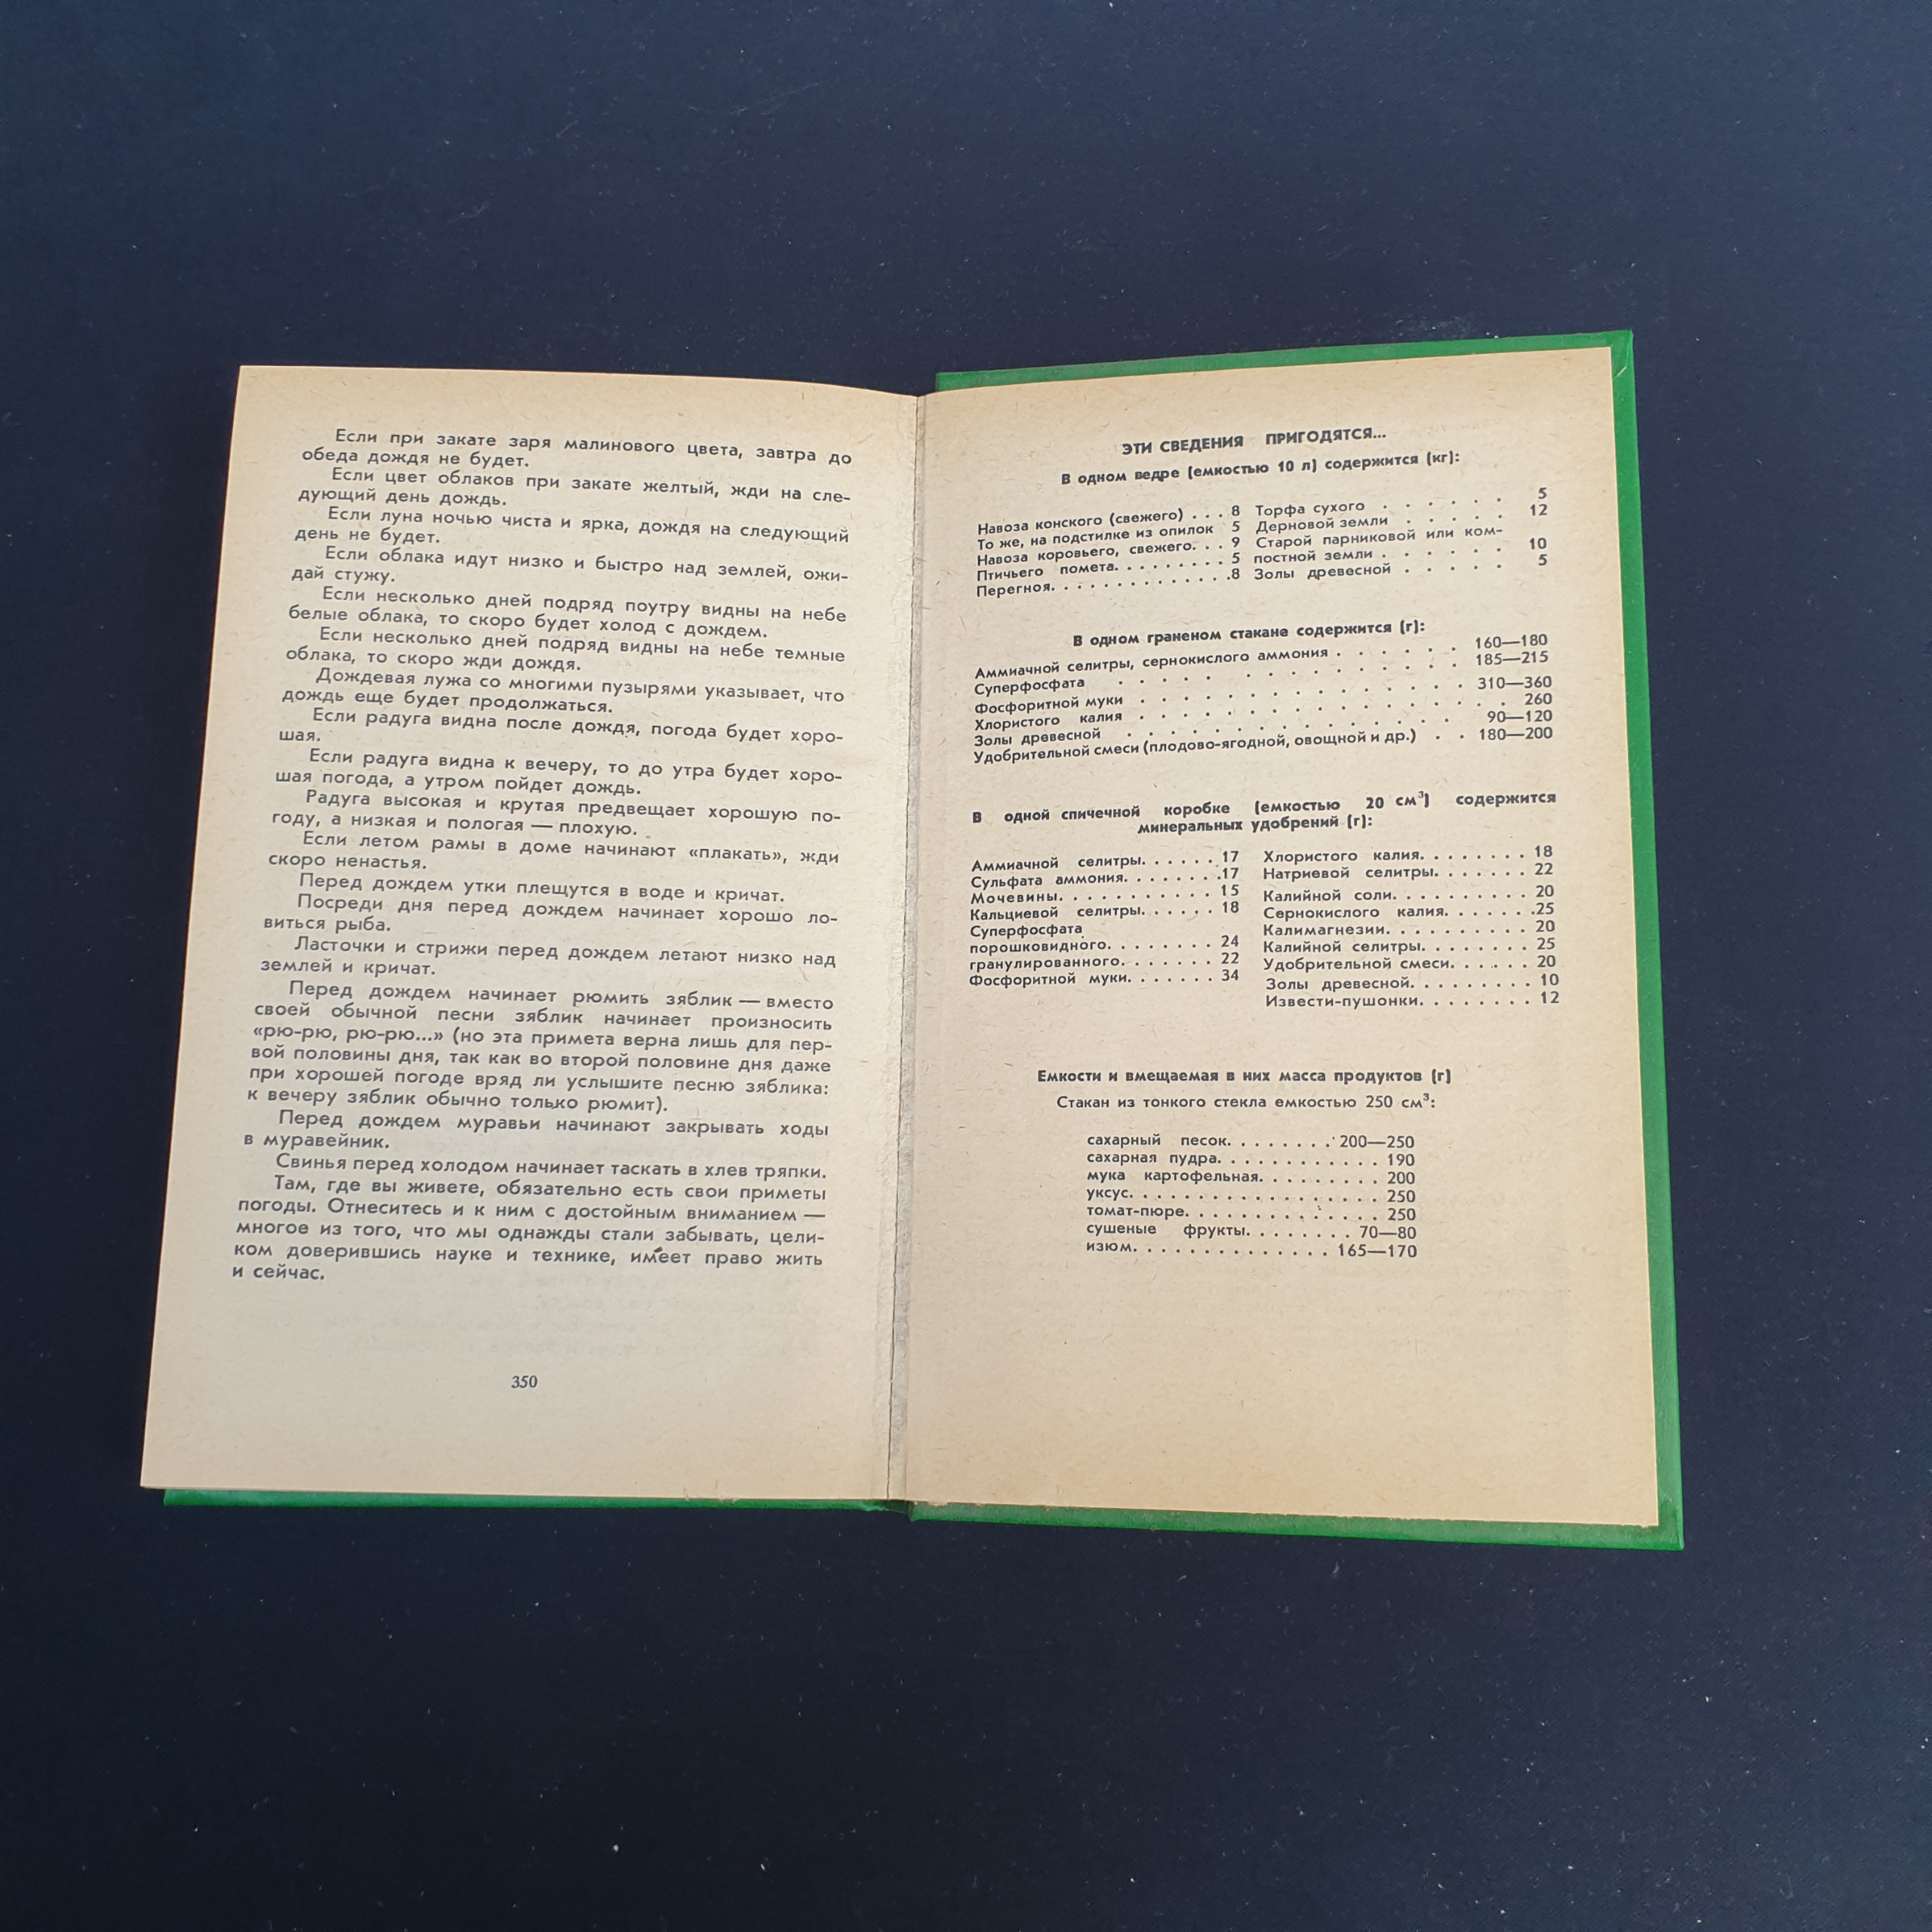 Если при закате заря малинового цвета, завтра до
обеда дождя не будет.
Если цвет облаков при закате желтый, жди на сле-
дующий день дождь.
Если луна ночью чиста и ярка, дождя на следующий
день не будет.
Если облака идут низко и быстро над землей, ожи-
дай стужу.
Если несколько дней подряд поутру видны на небе
белые облака, то скоро будет холод с дождем.
Если несколько дней подряд видны на небе темные
облака, то скоро жди дождя.
Дождевая лужа со многими пузырями указывает, что
дождь еще будет продолжаться.
Если радуга видна после дождя, погода будет хоро-
шая.
Если радуга видна к вечеру, то до утра будет хоро-
шая погода, а утром пойдет дождь.
Радуга высокая и крутая предвещает хорошую по-
году, а низкая и пологая — плохую.
Если летом рамы в доме начинают «плакать», жди
скоро ненастья.
Перед дождем утки плещутся в воде и кричат.
Посреди дня перед дождем начинает хорошо ло-
виться рыба.
Ласточки и стрижи перед дождем летают низко над
землей и кричат.
Перед дождем начинает рюмить зяблик — вместо
своей обычной песни зяблик начинает произносить
«рю-рю, рю-рю...» (но эта примета верна лишь для пер-
вой половины дня, так как во второй половине дня даже
при хорошей погоде вряд ли услышите песню зяблика:
к вечеру зяблик обычно только рюмит).
Перед дождем муравьи начинают закрывать ходы
в муравейник.
Свинья перед холодом начинает таскать в хлев тряпки.
Там, где вы живете, обязательно есть свои приметы
погоды. Отнеситесь и к ним с достойным вниманием —
многое из того, что мы однажды стали забывать, цели-
ком доверившись науке и технике, имеет право жить
и сейчас.
350
ЭТИ СВЕДЕНИЯ ПРИГОДЯТСЯ...
В одном ведре (емкостью 10 л) содержится (кг):
Навоза конского (свежего) . . . 8
То же, на подстилке из опилок 5
Навоза коровьего, свежего. . . 9
Птичьего помета. . . . . . . . . 5
Перегноя. . . . . . . . . . . . .8
Торфа сухого . . . . . 5
Дерновой земли . . . . . 12
Старой парниковой или ком-
постной земли . . . . . . 10
Золы древесной . . . . . 5
В одном граненом стакане содержится (г):
Аммиачной селитры, сернокислого аммония . . . . . . 160—180
Суперфосфата . . . . . . . . . . 185—215
Фосфоритной муки . . . . . . . . . . . . . 310—360
Хлористого калия . . . . . . . . . . . . . . 260
Золы древесной . . . . . . . . . . . . 90—120
Удобрительной смеси (плодово-ягодной, овощной и др.) . . 180—200
В одной спичечной коробке (емкостью 20 см³) содержится
минеральных удобрений (г):
Аммиачной селитры. . . . . . 17
Сульфата аммония. . . . . . . .17
Мочевины. . . . . . . . . . . 15
Кальциевой селитры. . . . . . 18
Суперфосфата
порошковидного. . . . . . . . 24
гранулированного. . . . . . . 22
Фосфоритной муки. . . . . . . 34
Хлористого калия. . . . . . . . 18
Натриевой селитры. . . . . . . 22
Калийной соли. . . . . . . . . . 20
Сернокислого калия. . . . . . .25
Калимагнезии. . . . . . . . . . 20
Калийной селитры. . . . . . . . 25
Удобрительной смеси. . . . . . 20
Золы древесной. . . . . . . . . 10
Извести-пушонки. . . . . . . . 12
Емкости и вмещаемая в них масса продуктов (г)
Стакан из тонкого стекла емкостью 250 см³:
сахарный песок. . . . . . . . 200—250
сахарная пудра. . . . . . . . . . . . 190
мука картофельная. . . . . . . . . 200
уксус. . . . . . . . . . . . . . . . . . 250
томат-пюре. . . . . . . . . . . . . . 250
сушеные фрукты. . . . . . . . 70—80
изюм. . . . . . . . . . . . . . 165—170